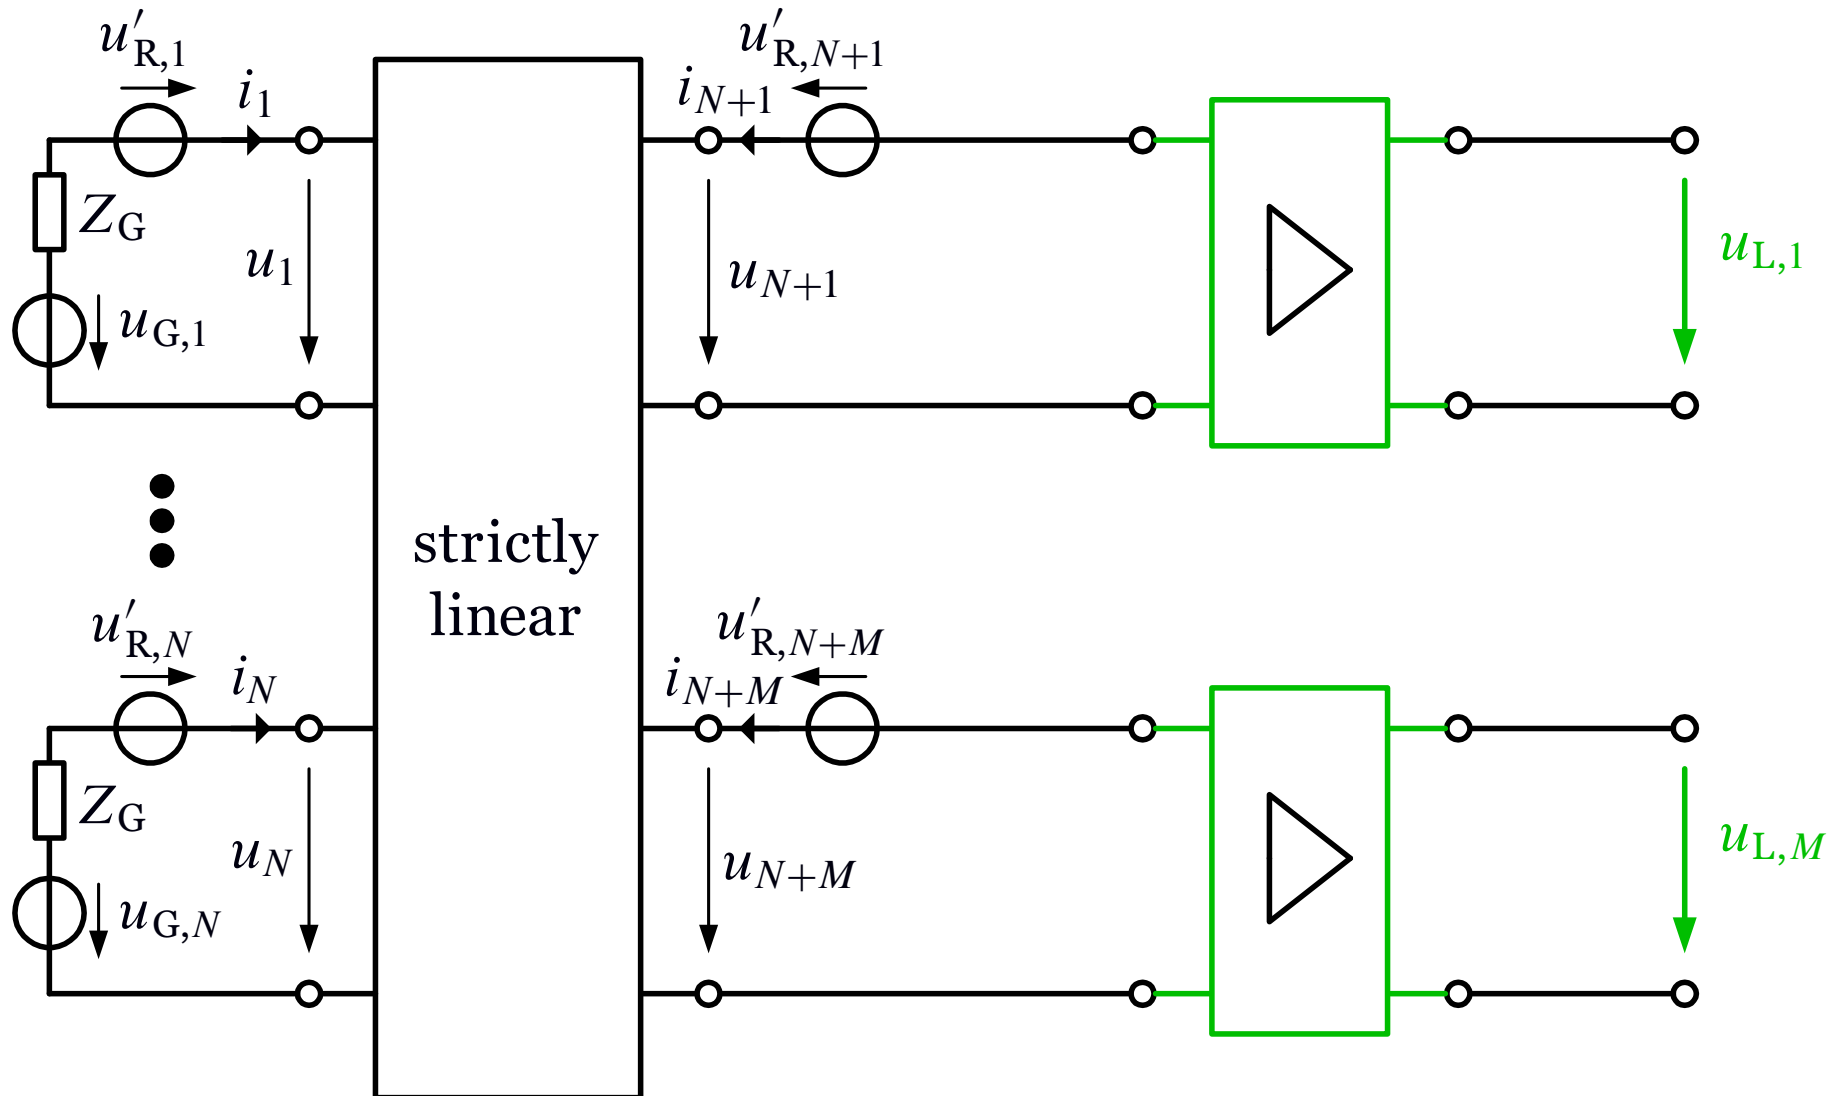 u′R,1
i1
u′R,N+1
iN+1
ZG
u1
uN+1
uL,1
uG,1
strictly
linear
u′R,N
iN
u′R,N+M
iN+M
ZG
uN
uN+M
uL,M
uG,N